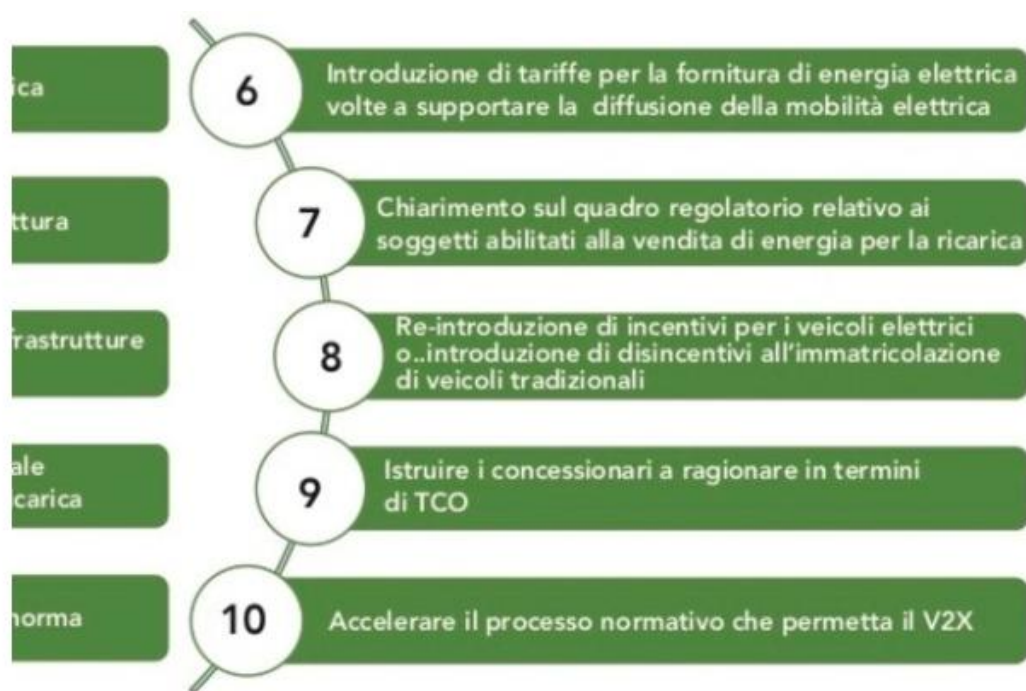 ica
ttura
frastrutture
ale
carica
norma
6
Introduzione di tariffe per la fornitura di energia elettrica
volte a supportare la diffusione della mobilità elettrica
7
Chiarimento sul quadro regolatorio relativo ai
soggetti abilitati alla vendita di energia per la ricarica
8
Re-introduzione di incentivi per i veicoli elettrici
o..introduzione di disincentivi all'immatricolazione
di veicoli tradizionali
9
Istruire i concessionari a ragionare in termini
di TCO
10
Accelerare il processo normativo che permetta il V2X